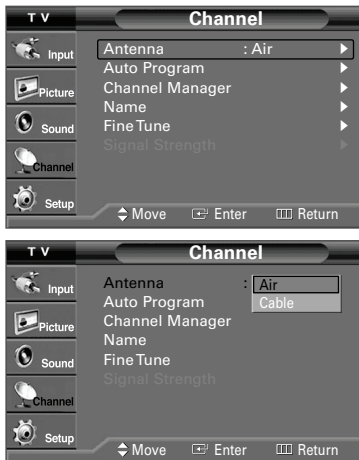 T V
Channel
Input
Picture
Sound
Channel
Setup
Antenna : Air
Auto Program
Channel Manager
Name
Fine Tune
Signal Strength
Move Enter Return
T V
Channel
Input
Picture
Sound
Channel
Setup
Antenna : Air
Cable
Auto Program
Channel Manager
Name
Fine Tune
Signal Strength
Move Enter Return